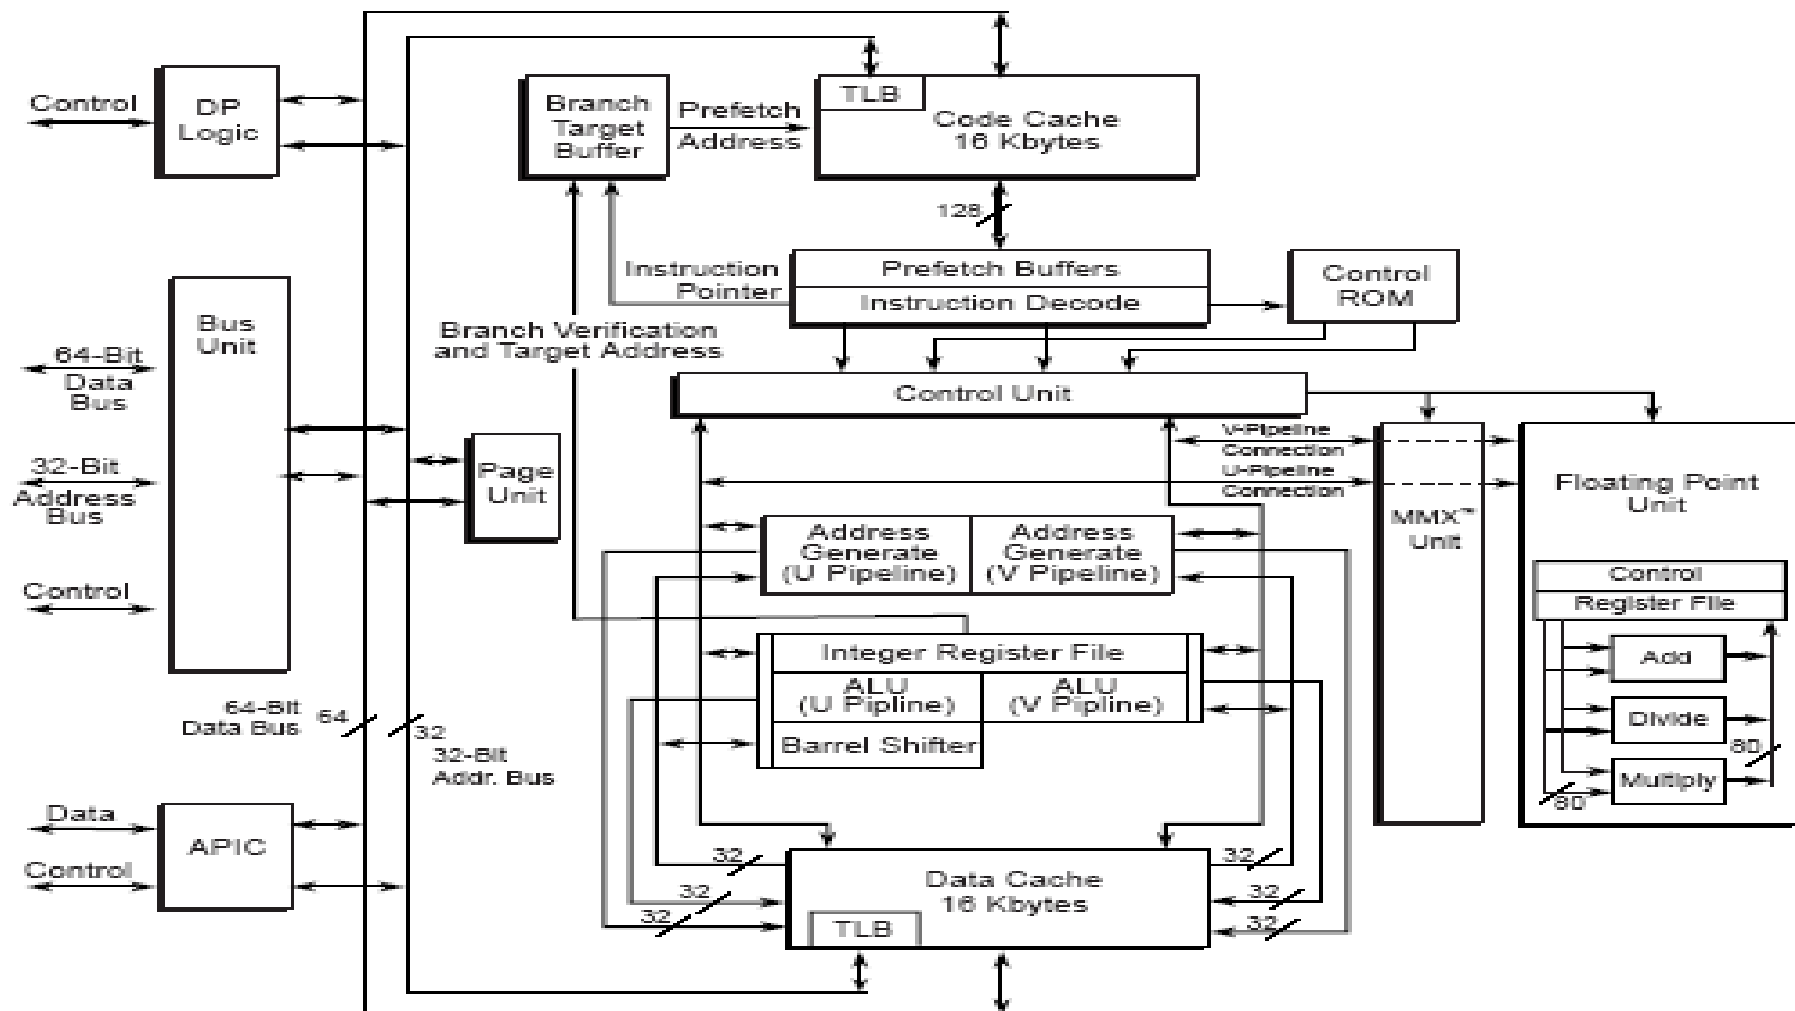 Control
DP
Logic
Branch
Target
Buffer
Prefetch
Address
TLB
Code Cache
16 Kbytes
128
Instruction
Pointer
Prefetch Buffers
Instruction Decode
Control
ROM
Branch Verification
and Target Address
Bus
Unit
64-Bit
Data
Bus
32-Bit
Address
Bus
Control
Page
Unit
Control Unit
V-Pipeline
Connection
U-Pipeline
Connection
MMX™
Unit
Floating Point
Unit
Control
Register File
Add
Divide
80
Multiply
80
Address
Generate
(U Pipeline)
Address
Generate
(V Pipeline)
Integer Register File
ALU
(U Pipline)
ALU
(V Pipline)
Barrel Shifter
64-Bit
Data Bus
64
32
32-Bit
Addr. Bus
Data
APIC
Control
32
32
32
Data Cache
16 Kbytes
TLB
32
32
32